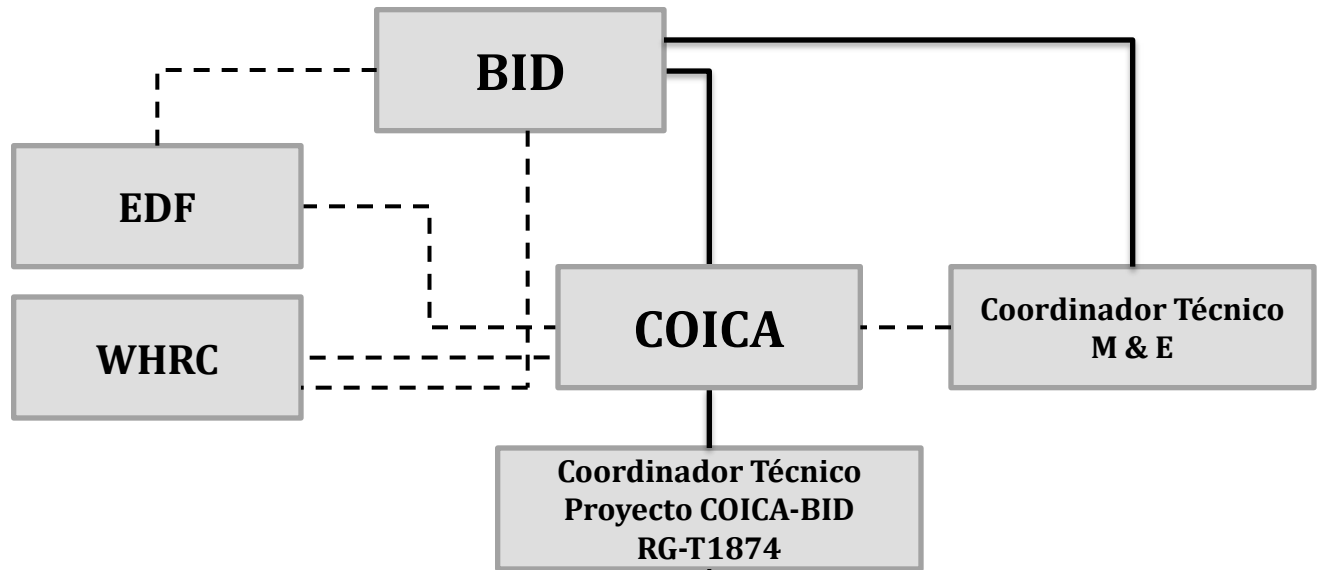 BID
EDF
WHRC
COICA
Coordinador Técnico
M & E
Coordinador Técnico
Proyecto COICA-BID
RG-T1874